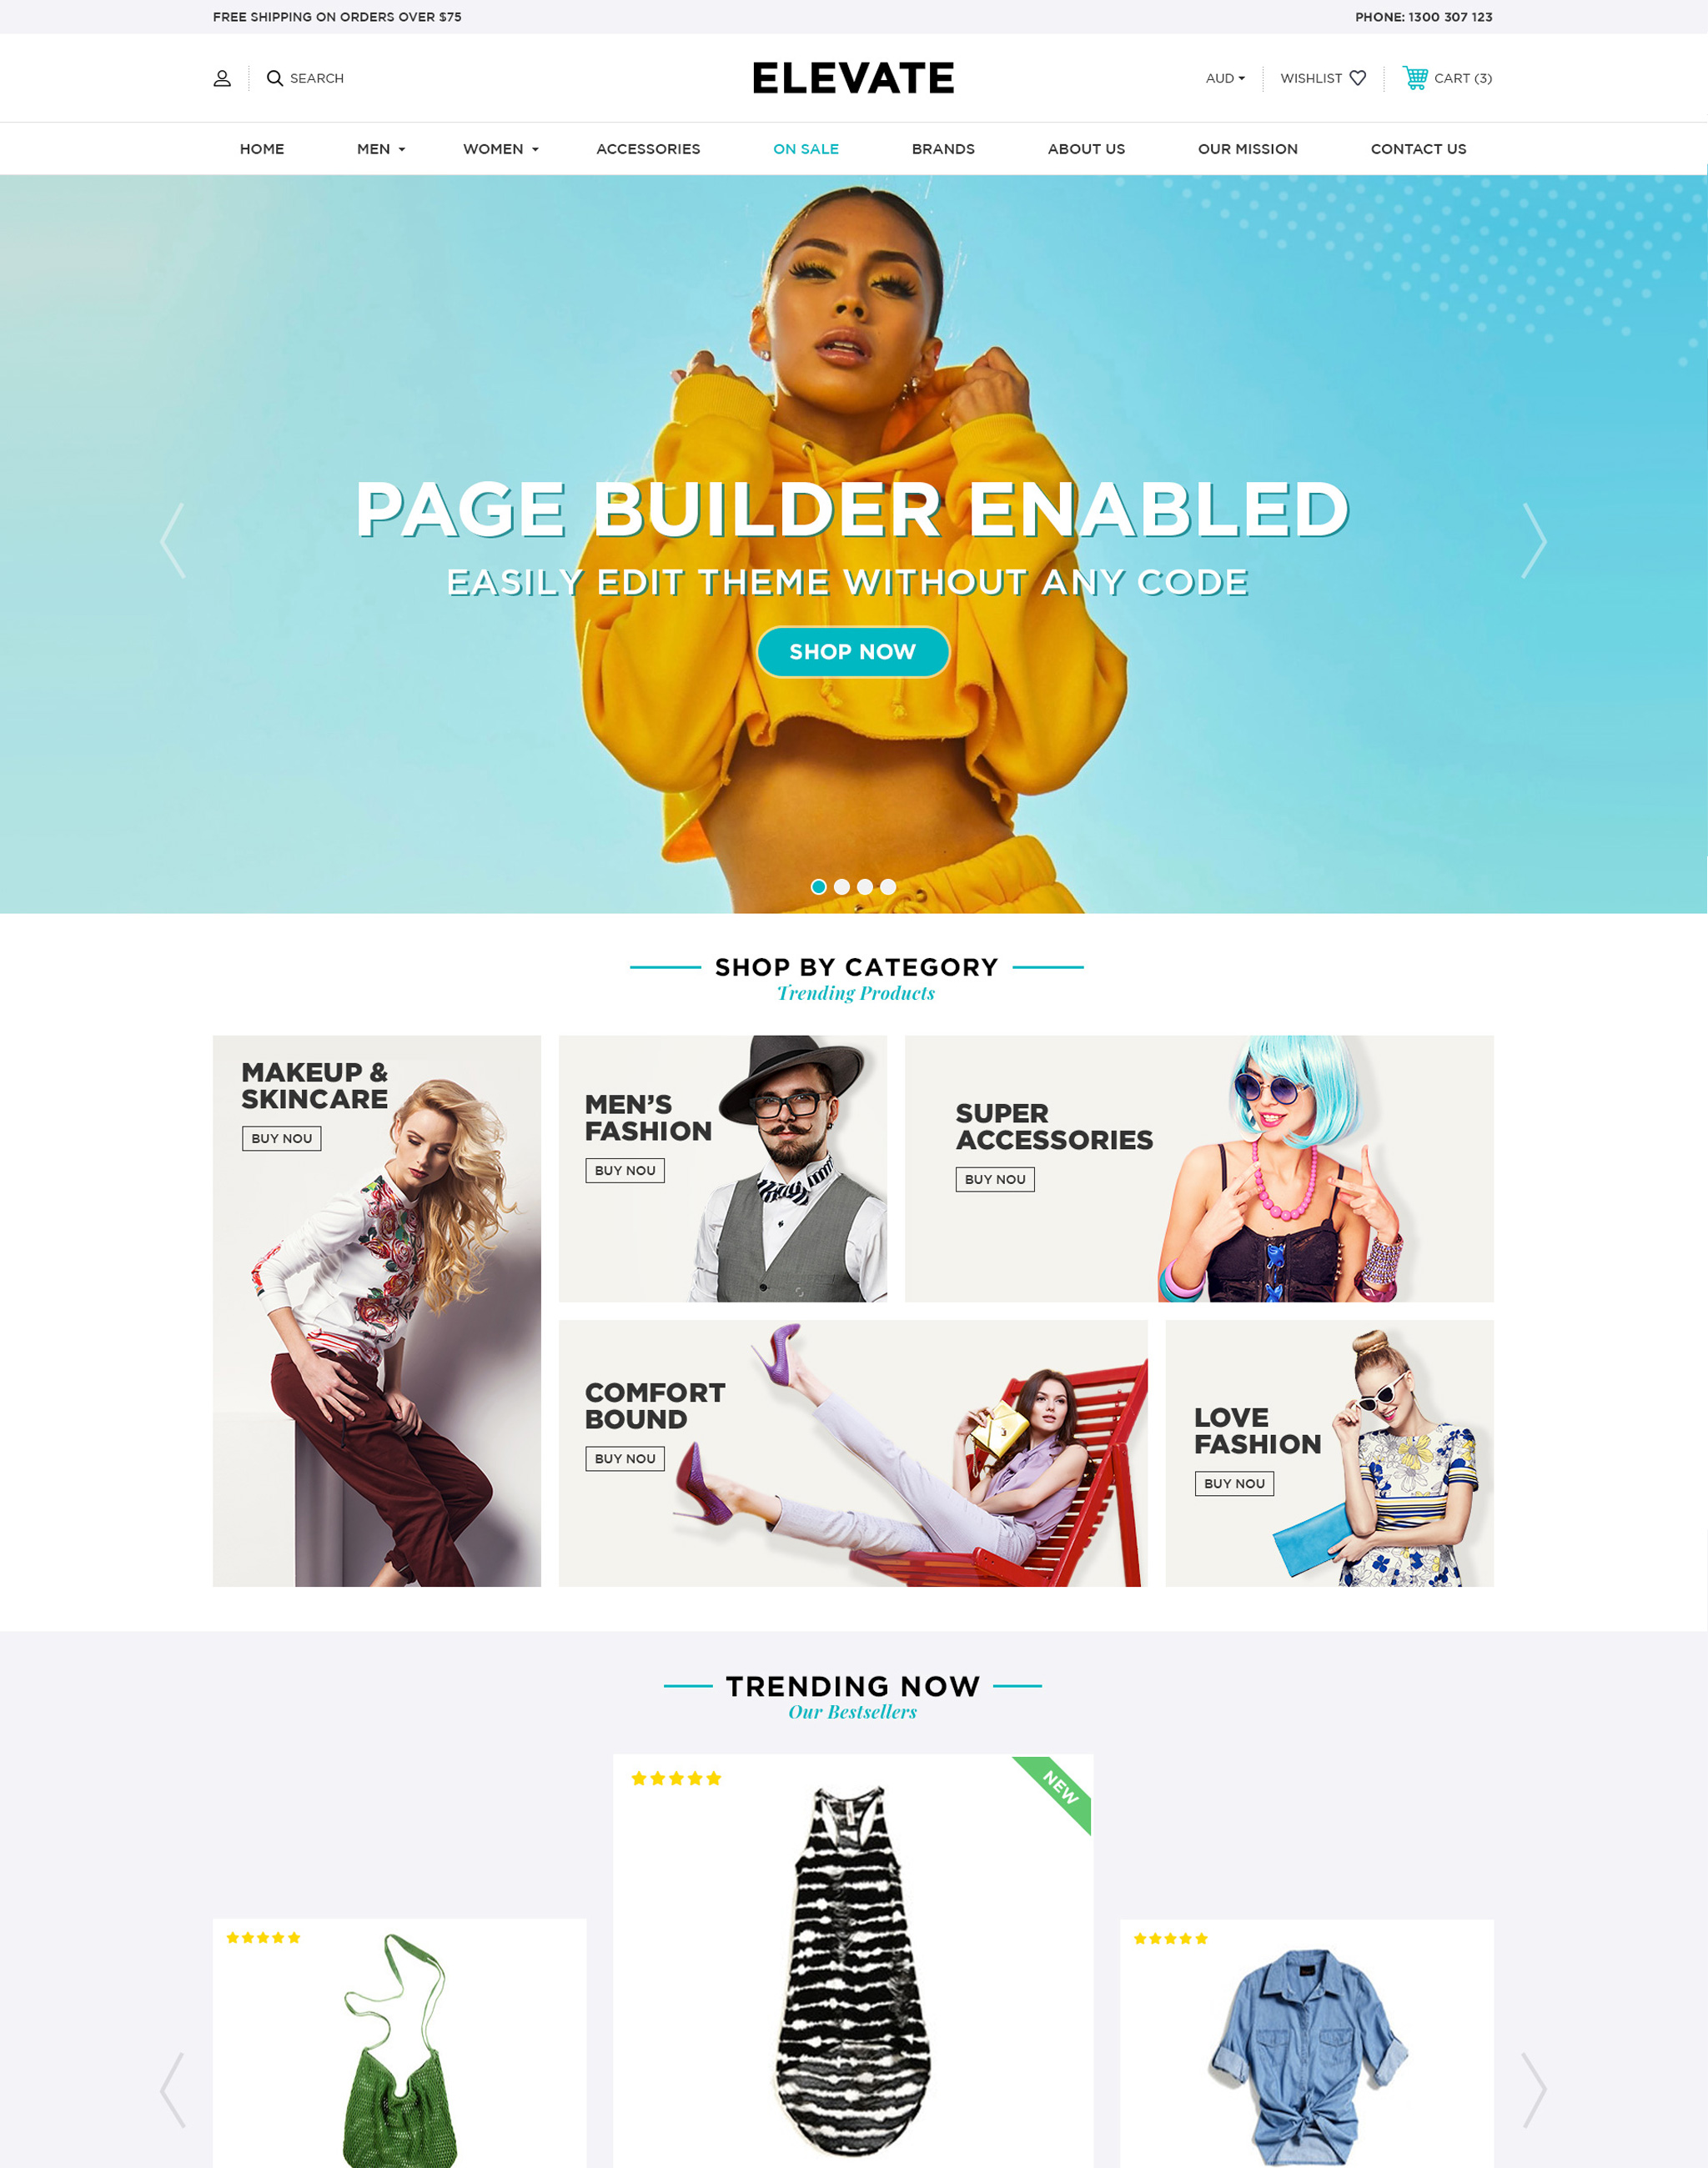 FREE SHIPPING ON ORDERS OVER $75
PHONE: 1300 307 123
SEARCH
ELEVATE
AUD
WISHLIST
CART (3)
HOME
MEN
WOMEN
ACCESSORIES
ON SALE
BRANDS
ABOUT US
OUR MISSION
CONTACT US
PAGE BUILDER ENABLED
EASILY EDIT THEME WITHOUT ANY CODE
SHOP NOW
SHOP BY CATEGORY
Trending Products
MAKEUP &
SKINCARE
BUY NOU
MEN’S
FASHION
BUY NOU
SUPER
ACCESSORIES
BUY NOU
COMFORT
BOUND
BUY NOU
LOVE
FASHION
BUY NOU
TRENDING NOW
Our Bestsellers
NEW